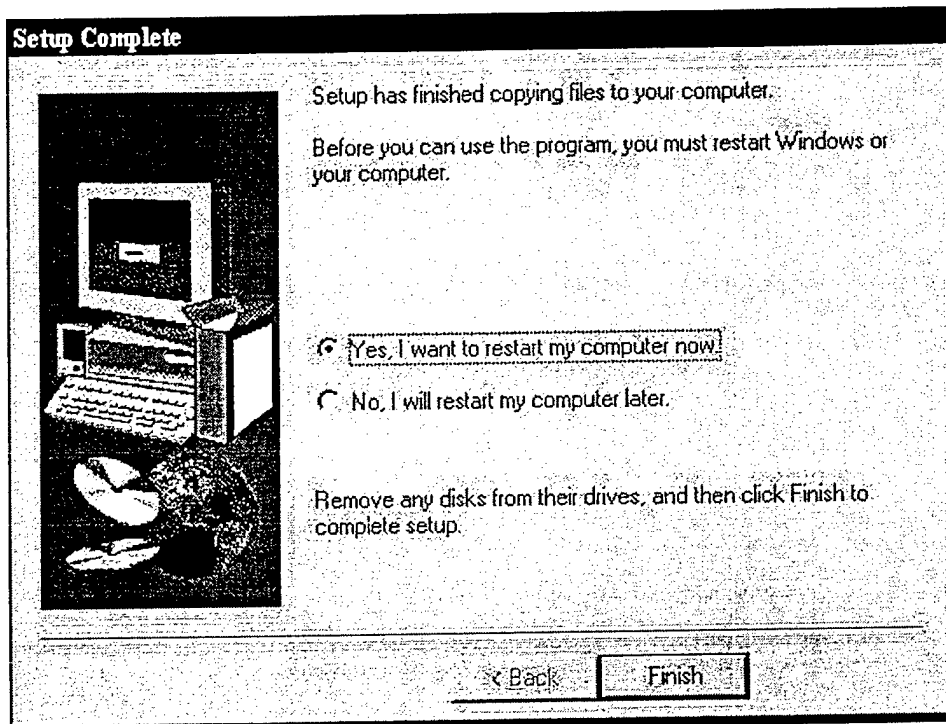 Setup Complete
Setup has finished copying files to your computer.
Before you can use the program, you must restart Windows or
your computer.
Yes, I want to restart my computer now.
No, I will restart my computer later.
Remove any disks from their drives, and then click Finish to
complete setup.
< Back
Finish